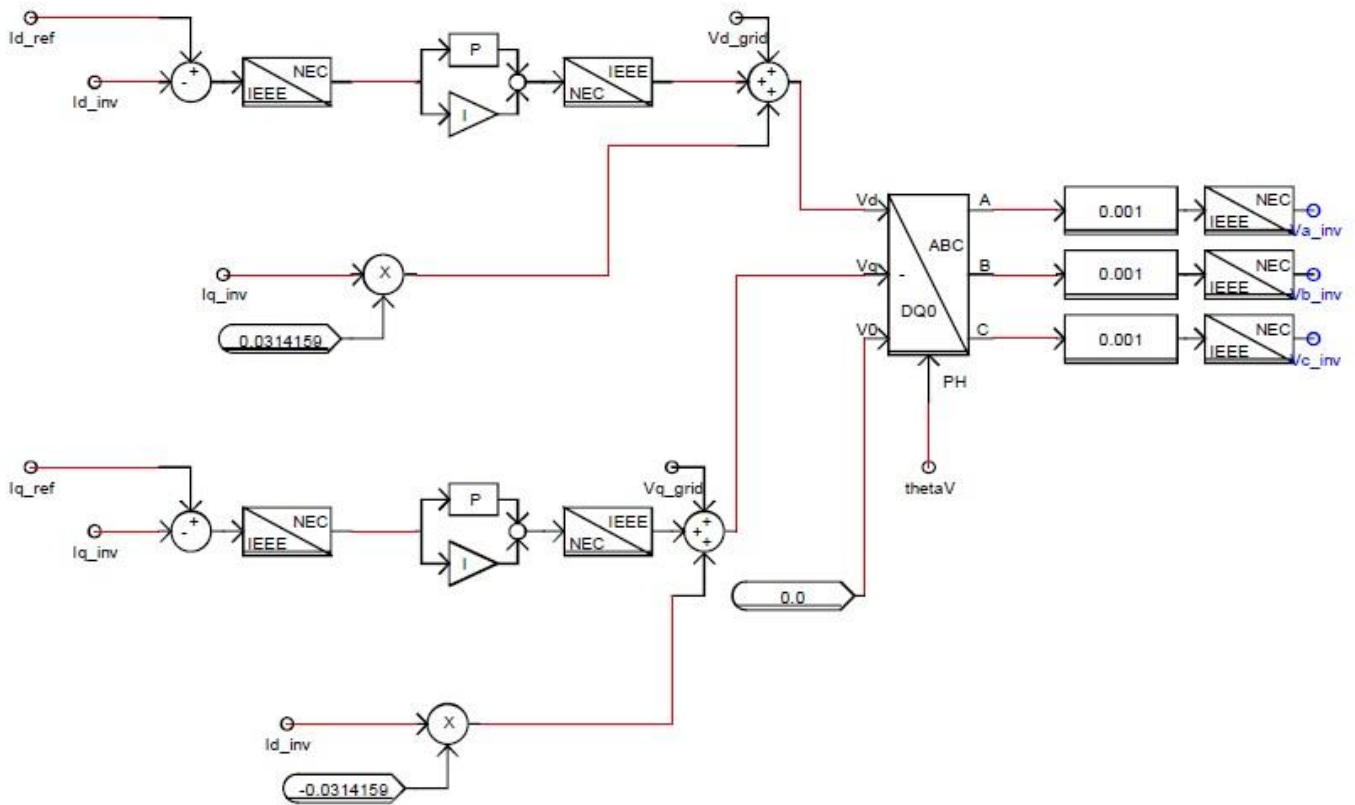 Id_ref
Id_inv
+
-
NEC
IEEE
P
I
IEEE
NEC
Vd_grid
+
+
+
Iq_inv
X
0.0314159
Vd
Vq
V0
-
ABC
DQ0
A
B
C
PH
thetaV
0.001
NEC
IEEE
Va_inv
0.001
NEC
IEEE
Vb_inv
0.001
NEC
IEEE
Vc_inv
Iq_ref
Iq_inv
+
-
NEC
IEEE
P
I
IEEE
NEC
Vq_grid
+
+
+
0.0
Id_inv
X
-0.0314159